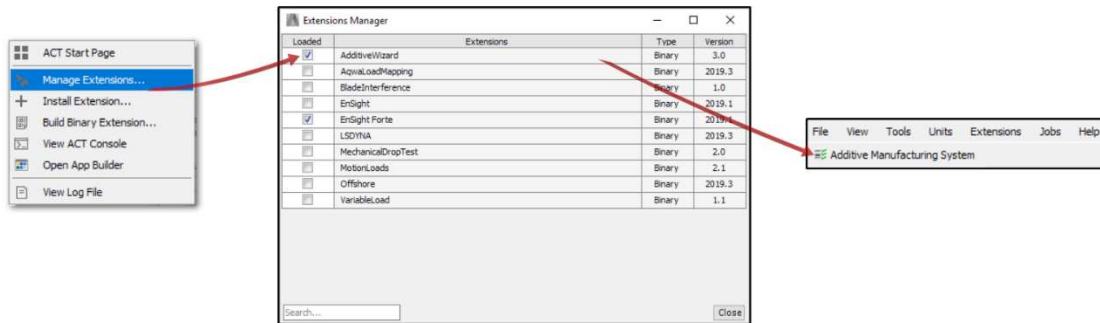 ACT Start Page
Manage Extensions...
Install Extension...
Build Binary Extension...
View ACT Console
Open App Builder
View Log File
Extensions Manager
Loaded Extensions Type Version
AdditiveWizard Binary 3.0
AqwaLoadMapping Binary 2019.3
BladeInterference Binary 1.0
EnSight Binary 2019.1
EnSight Forte Binary 2019.1
LSDYNA Binary 2019.3
MechanicalDropTest Binary 2.0
MotionLoads Binary 2.1
Offshore Binary 2019.3
VariableLoad Binary 1.1
Search... Close
File View Tools Units Extensions Jobs Help
Additive Manufacturing System